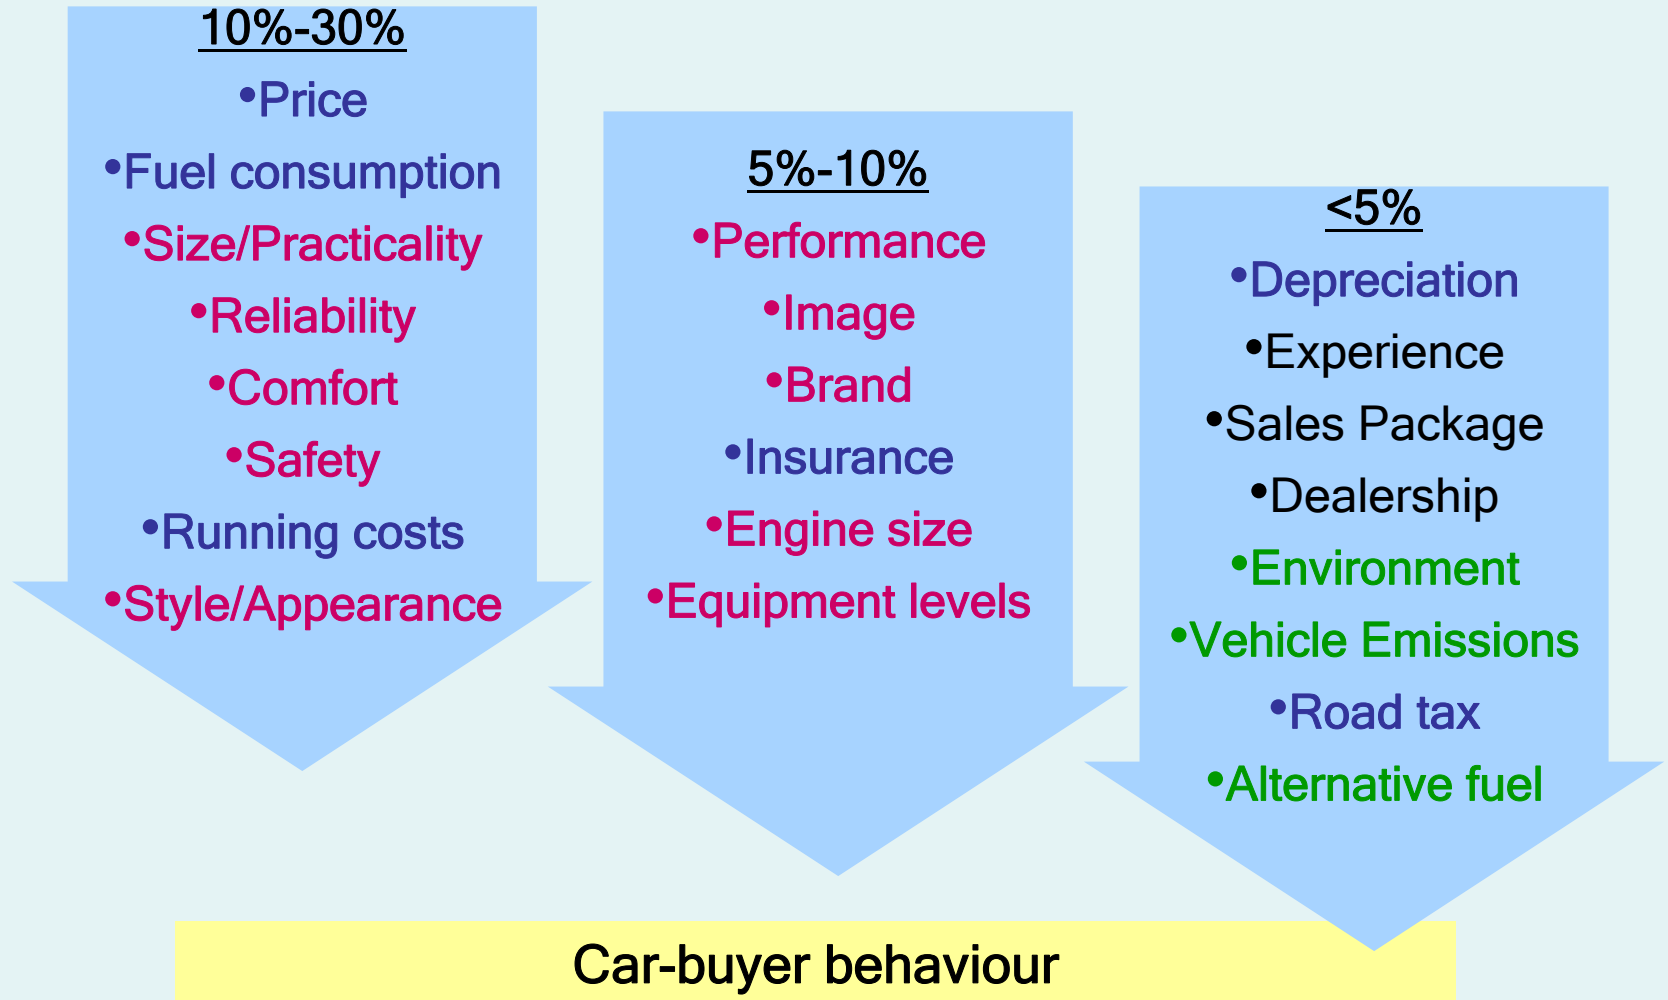 10%-30%
•Price
•Fuel consumption
•Size/Practicality
•Reliability
•Comfort
•Safety
•Running costs
•Style/Appearance
5%-10%
•Performance
•Image
•Brand
•Insurance
•Engine size
•Equipment levels
<5%
•Depreciation
•Experience
•Sales Package
•Dealership
•Environment
•Vehicle Emissions
•Road tax
•Alternative fuel
Car-buyer behaviour